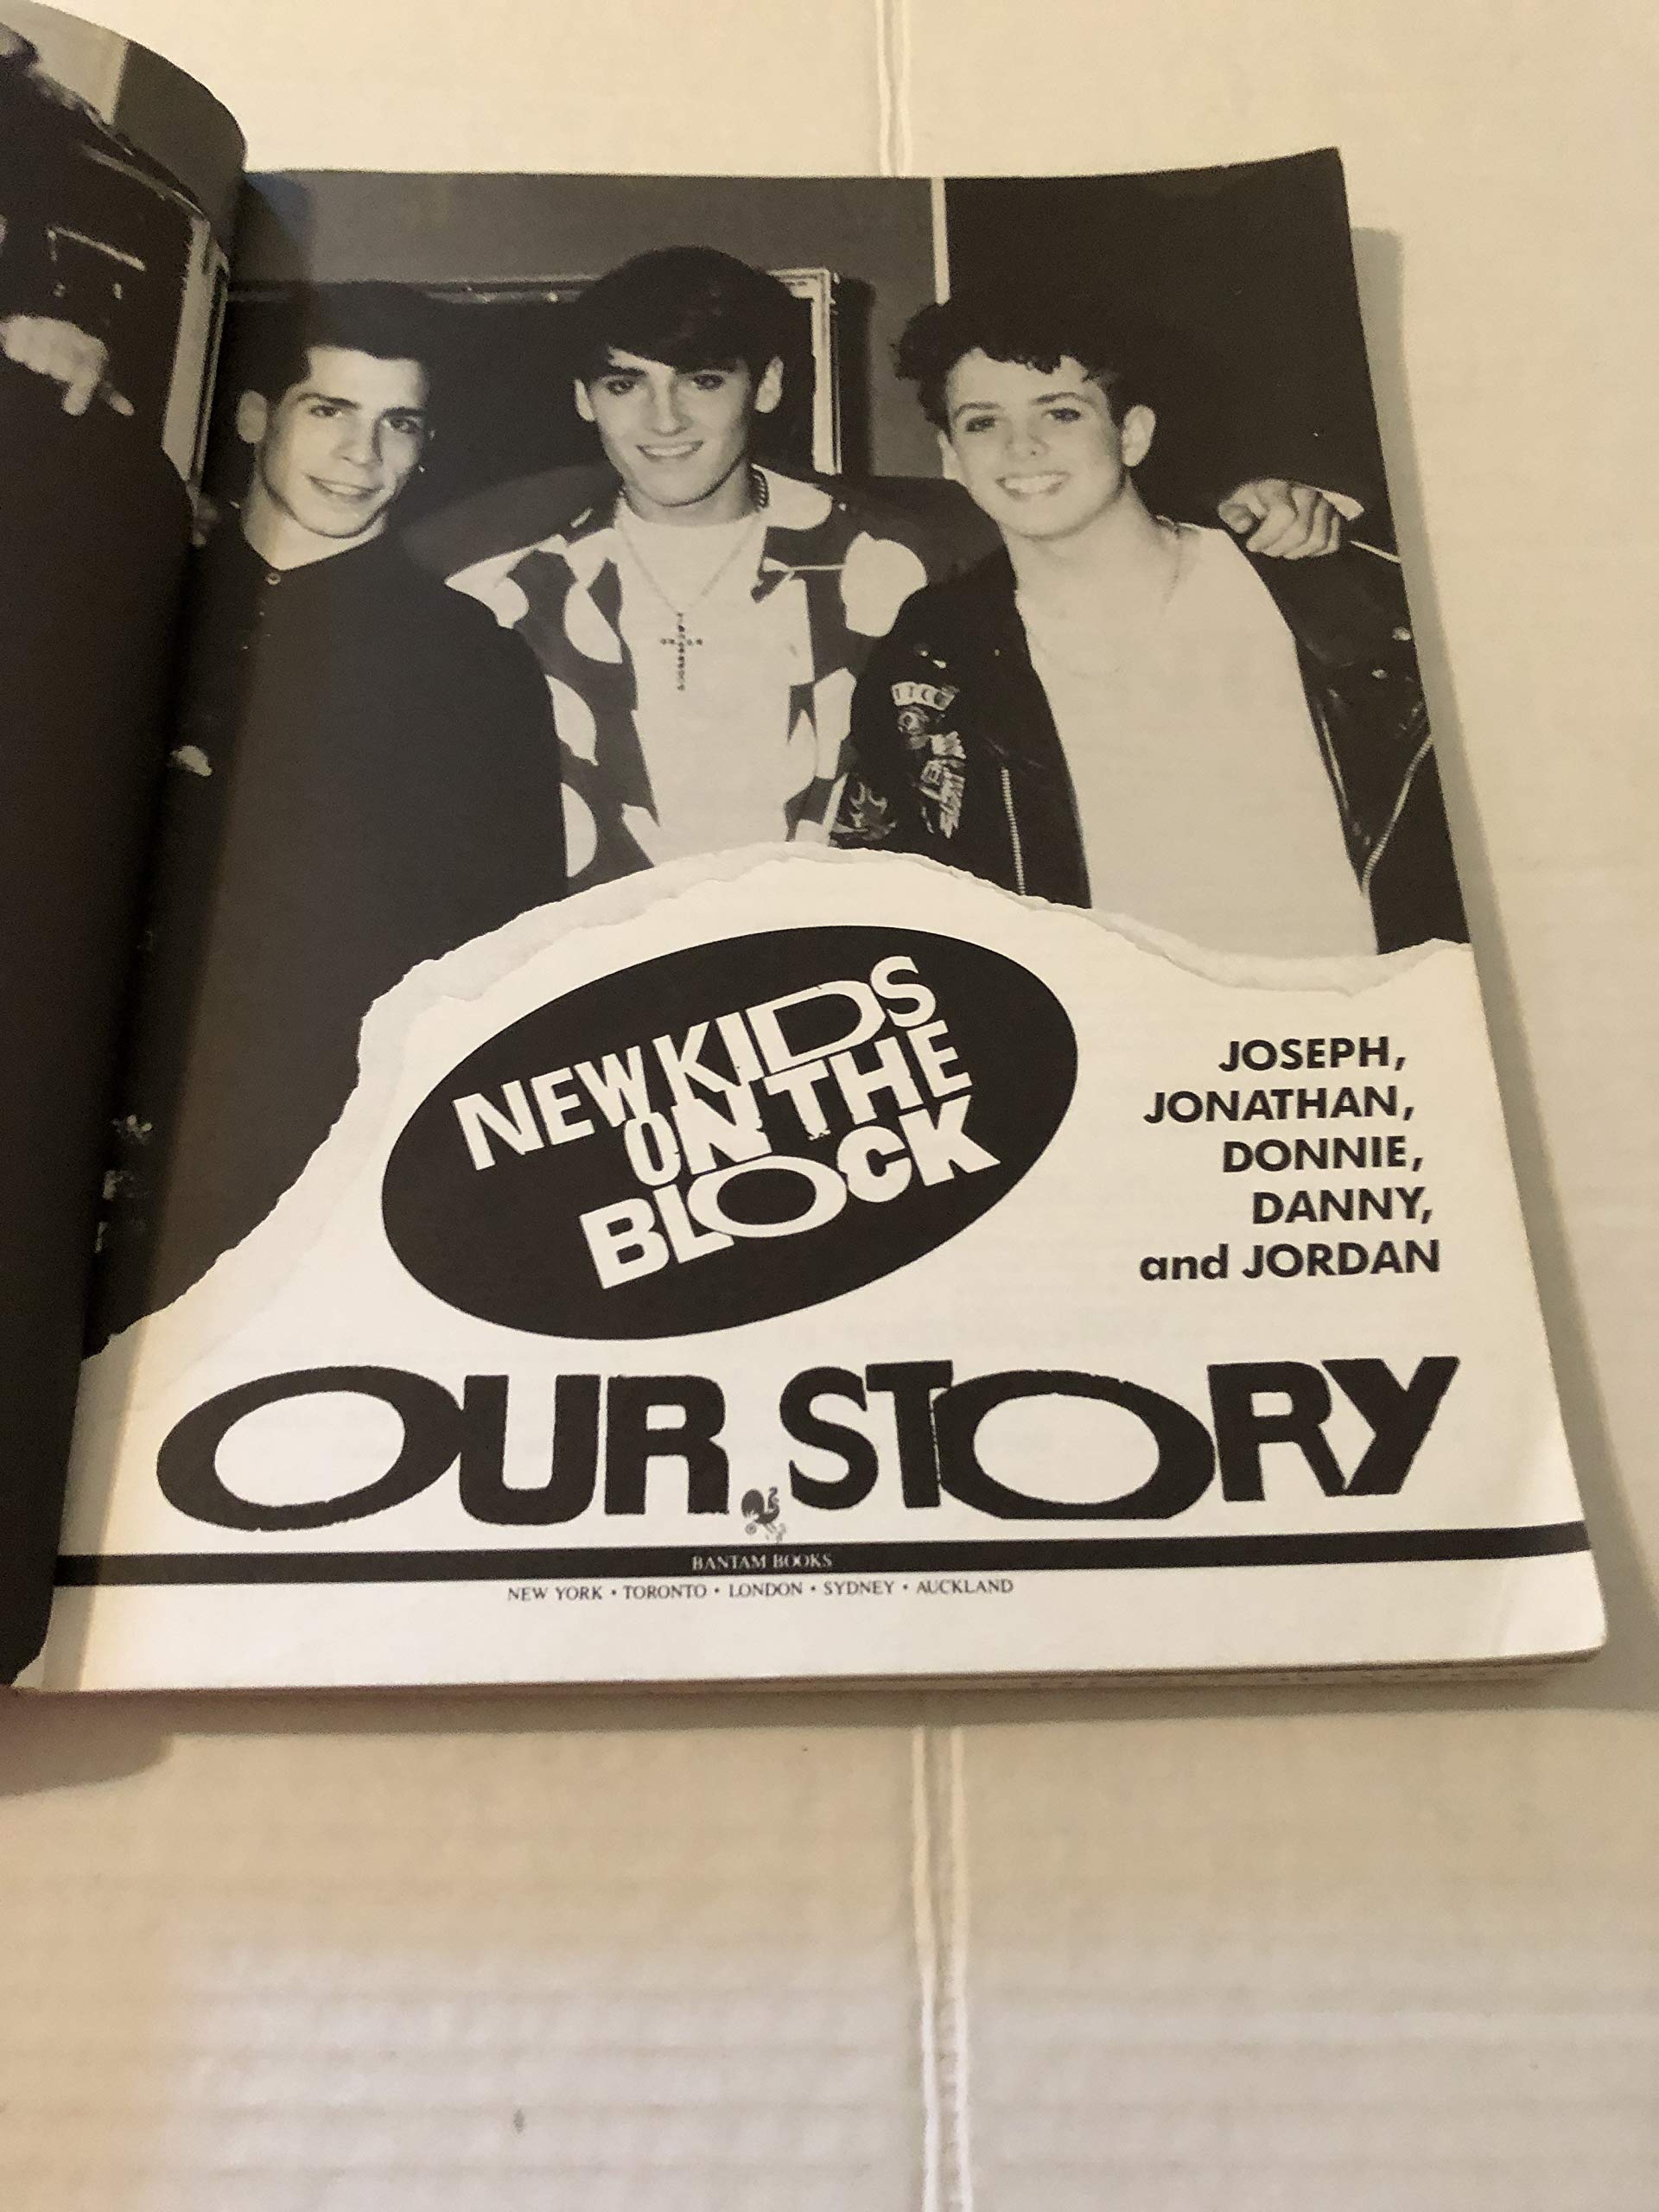 NEW KIDS
ON THE
BLOCK
JOSEPH,
JONATHAN,
DONNIE,
DANNY,
and JORDAN
OUR STORY
BANTAM BOOKS
NEW YORK • TORONTO • LONDON • SYDNEY • AUCKLAND